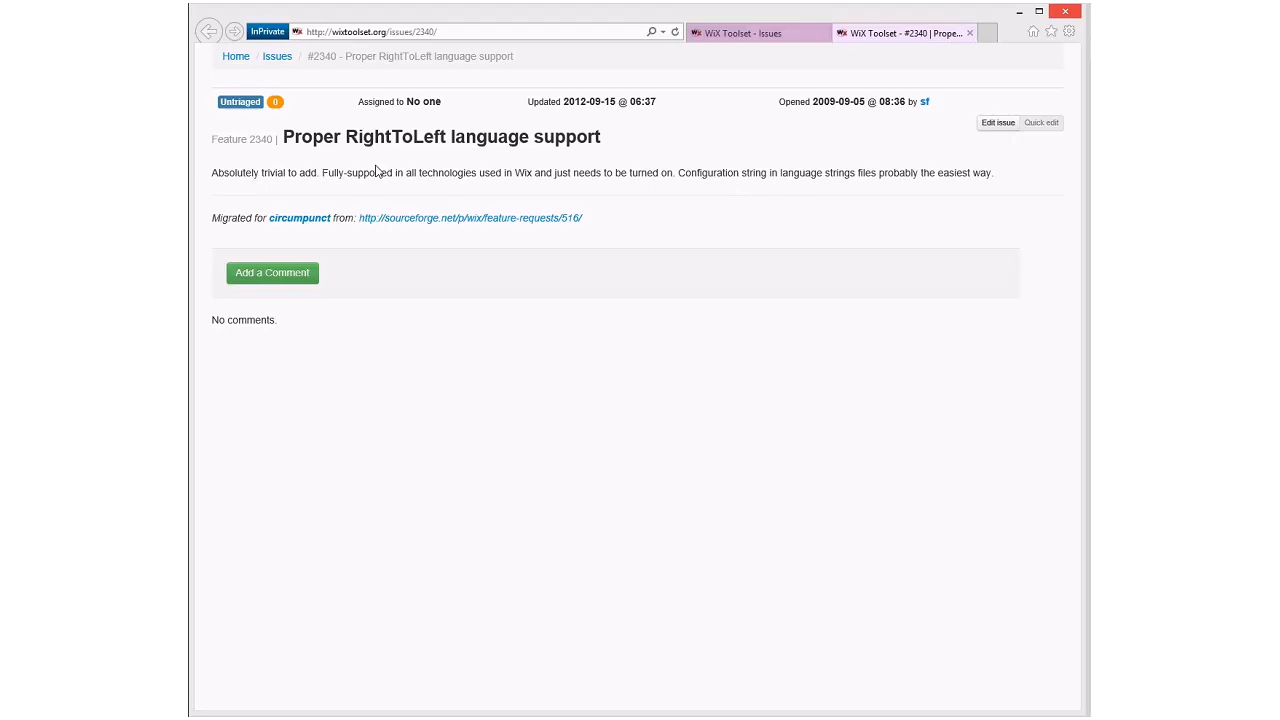 InPrivate http://wixtoolset.org/issues/2340/ WiX Toolset - Issues WiX Toolset - #2340 | Prope...
Home / Issues / #2340 - Proper RightToLeft language support
Untriaged 0 Assigned to No one Updated 2012-09-15 @ 06:37 Opened 2009-09-05 @ 08:36 by sf
Edit issue Quick edit
Feature 2340 | Proper RightToLeft language support
Absolutely trivial to add. Fully-supported in all technologies used in Wix and just needs to be turned on. Configuration string in language strings files probably the easiest way.
Migrated for circumpunct from: http://sourceforge.net/p/wix/feature-requests/516/
Add a Comment
No comments.